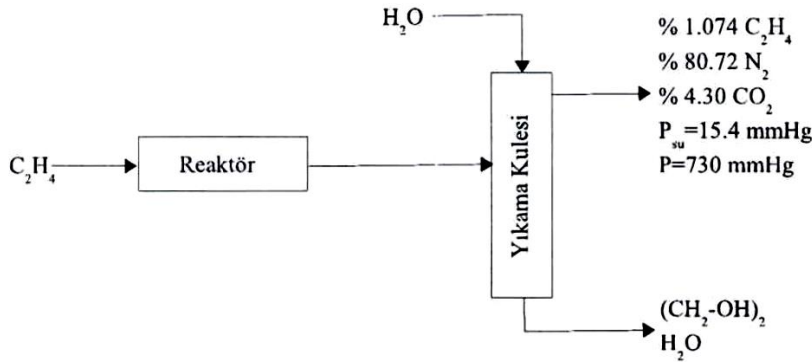 H₂O
% 1.074 C₂H₄
% 80.72 N₂
% 4.30 CO₂
P_su=15.4 mmHg
P=730 mmHg
C₂H₄
Reaktör
Yıkama Kulesi
(CH₂-OH)₂
H₂O